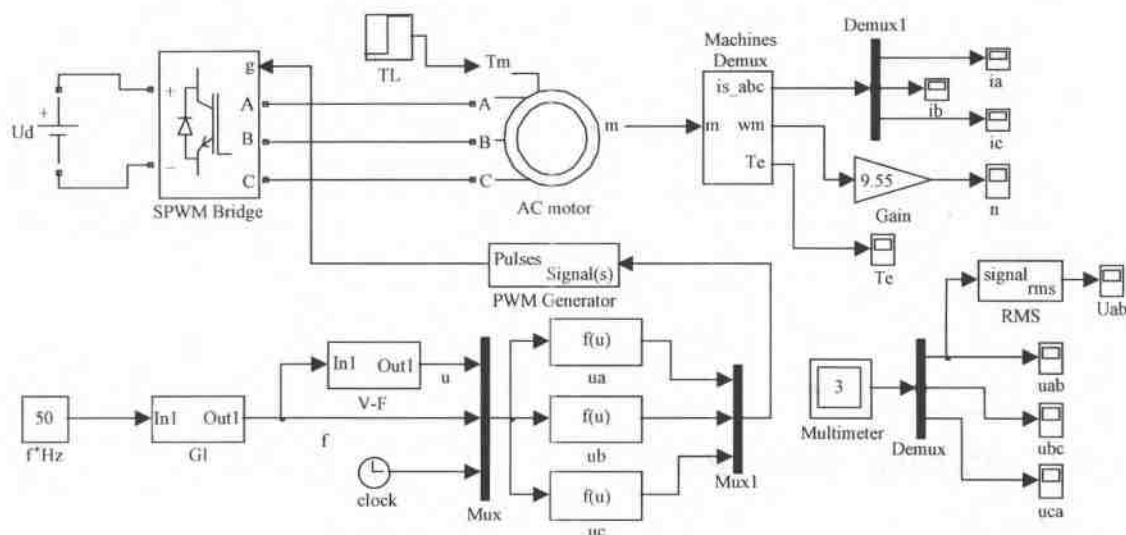 Demux1
Machines
Demux
TL
Tm
g
+
A
B
C
−
Ud
+
SPWM Bridge
A
B
C
m
AC motor
m
is_abc
wm
Te
ia
ib
ic
9.55
Gain
n
Te
Pulses
Signal(s)
PWM Generator
signal
rms
RMS
Uab
In1
Out1
V-F
u
f(u)
ua
50
f*Hz
In1
Out1
GI
f
f(u)
ub
clock
Mux
f(u)
uc
Mux1
3
Multimeter
Demux
uab
ubc
uca